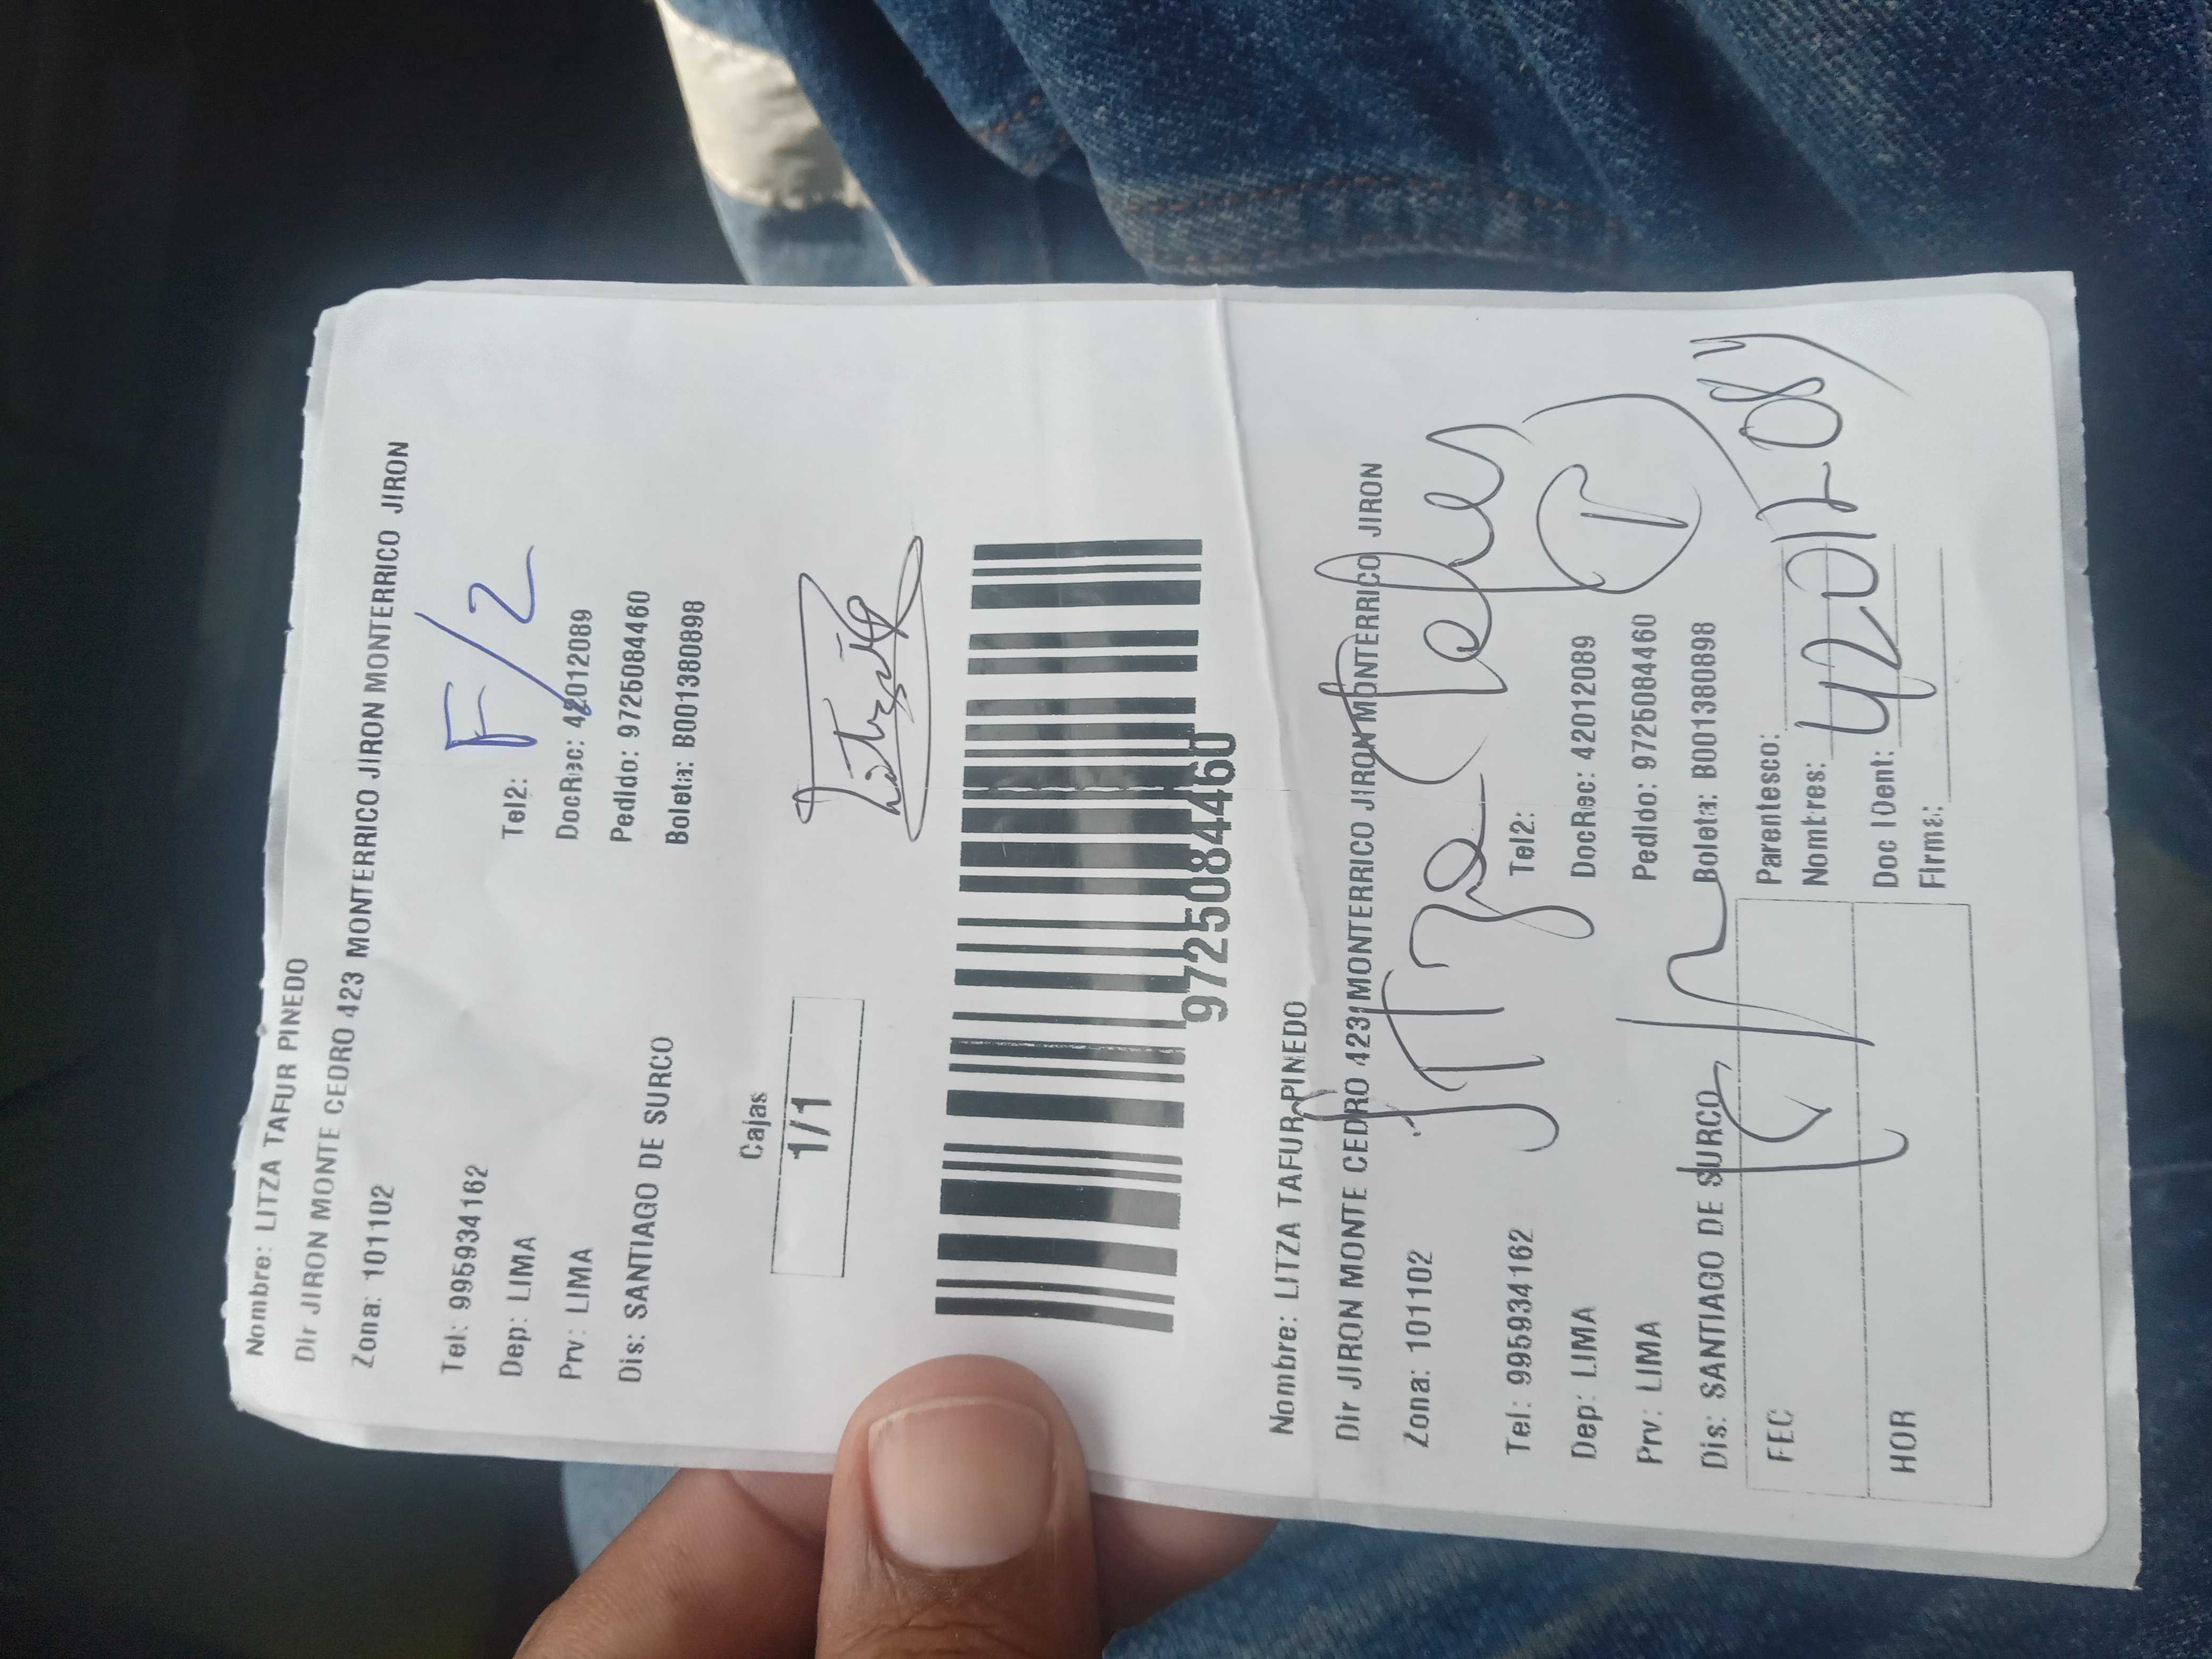 Nombre: LITZA TAFUR PINEDO
Dir JIRON MONTE CEDRO 423 MONTERRICO JIRON MONTERRICO JIRON
Zona: 101102
F/2
Tel: 995934162 Tel2:
Dep: LIMA DocRec: 42012089
Prv: LIMA Pedido: 9725084460
Dis: SANTIAGO DE SURCO Boleta: B001380898
Cajas
1/1
9725084460
Nombre: LITZA TAFUR PINEDO
Dir JIRON MONTE CEDRO 423 MONTERRICO JIRON MONTERRICO JIRON
Zona: 101102
Litza Tafur
Tel: 995934162 Tel2:
T
Dep: LIMA DocRec: 42012089
Prv: LIMA Pedido: 9725084460
Dis: SANTIAGO DE SURCO Boleta: B001380898
FEC Parentesco:
Nombres:
42012089
HOR Doc Ident:
Firma: